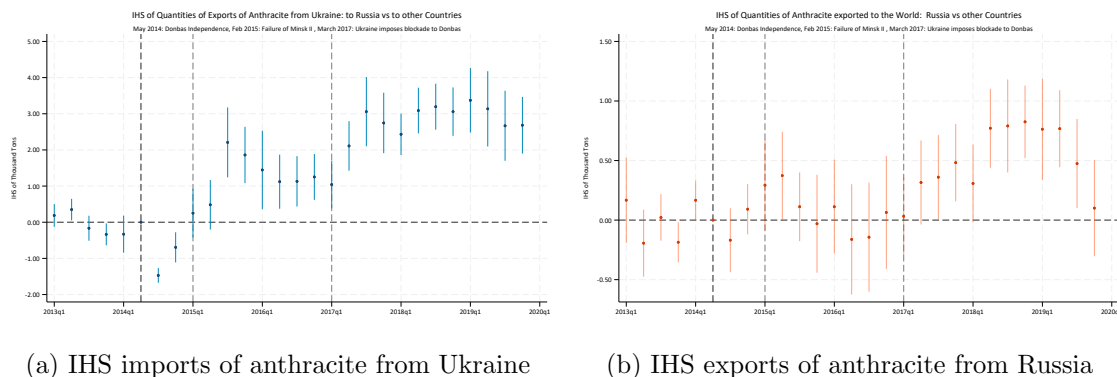 IHS of Quantities of Exports of Anthracite from Ukraine: to Russia vs to other Countries
May 2014: Donbas Independence, Feb 2015: Failure of Minsk II , March 2017: Ukraine imposes blockade to Donbas
5.00
4.00
3.00
2.00
1.00
0.00
-1.00
-2.00
IHS of Thousand Tons
2013q1 2014q1 2015q1 2016q1 2017q1 2018q1 2019q1 2020q1
(a) IHS imports of anthracite from Ukraine
IHS of Quantities of Anthracite exported to the World: Russia vs other Countries
May 2014: Donbas Independence, Feb 2015: Failure of Minsk II , March 2017: Ukraine imposes blockade to Donbas
1.50
1.00
0.50
0.00
-0.50
IHS of Thousand Tons
2013q1 2014q1 2015q1 2016q1 2017q1 2018q1 2019q1 2020q
(b) IHS exports of anthracite from Russia